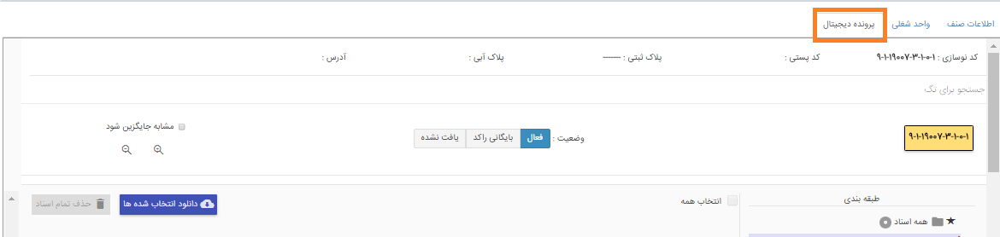 اطلاعات صنف واحد شغلی پرونده دیجیتال
کد نوسازی : ۹-۱-۱۹۰۰۷-۳-۱-۰-۱ کد پستی : پلاک ثبتی : ------- پلاک آبی : آدرس :
جستجو برای تگ
۹-۱-۱۹۰۰۷-۳-۱-۰-۱ وضعیت : فعال بایگانی راکد یافت نشده مشابه جایگزین شود
طبقه بندی انتخاب همه دانلود انتخاب شده ها حذف تمام اسناد
همه اسناد